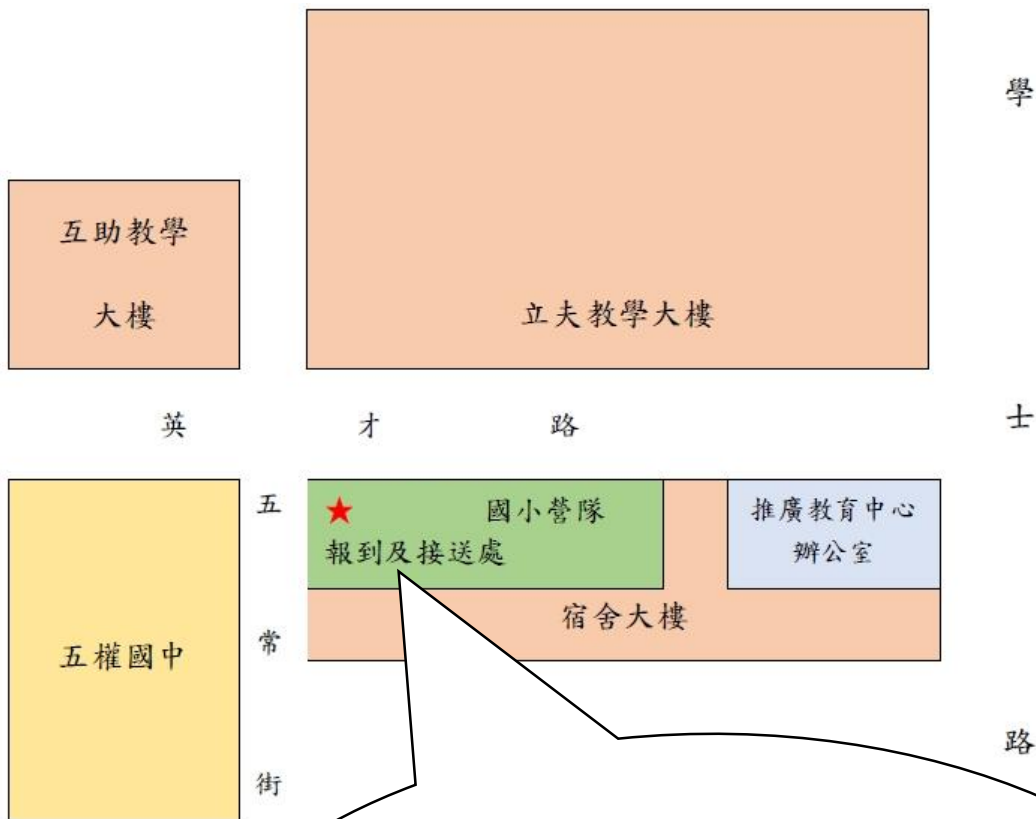 學士路
互助教學
大樓
立夫教學大樓
英才路
五常街
★ 國小營隊
報到及接送處
推廣教育中心
辦公室
宿舍大樓
五權國中